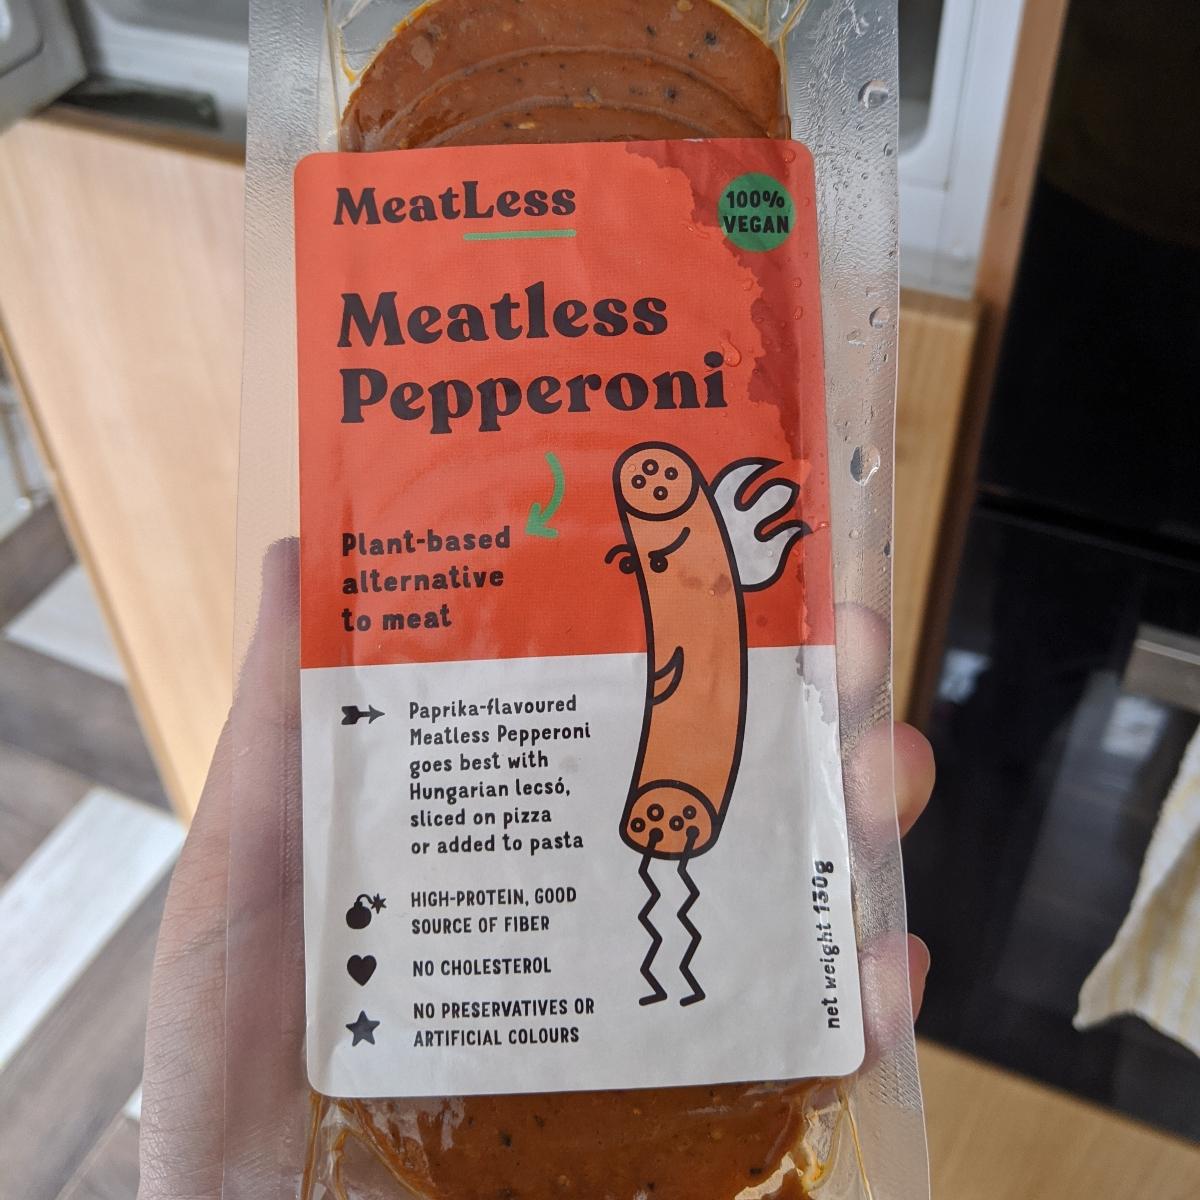 MeatLess
100%
VEGAN
Meatless
Pepperoni
Plant-based
alternative
to meat
Paprika-flavoured
Meatless Pepperoni
goes best with
Hungarian lecsó,
sliced on pizza
or added to pasta
HIGH-PROTEIN, GOOD
SOURCE OF FIBER
NO CHOLESTEROL
NO PRESERVATIVES OR
ARTIFICIAL COLOURS
net weight 130g